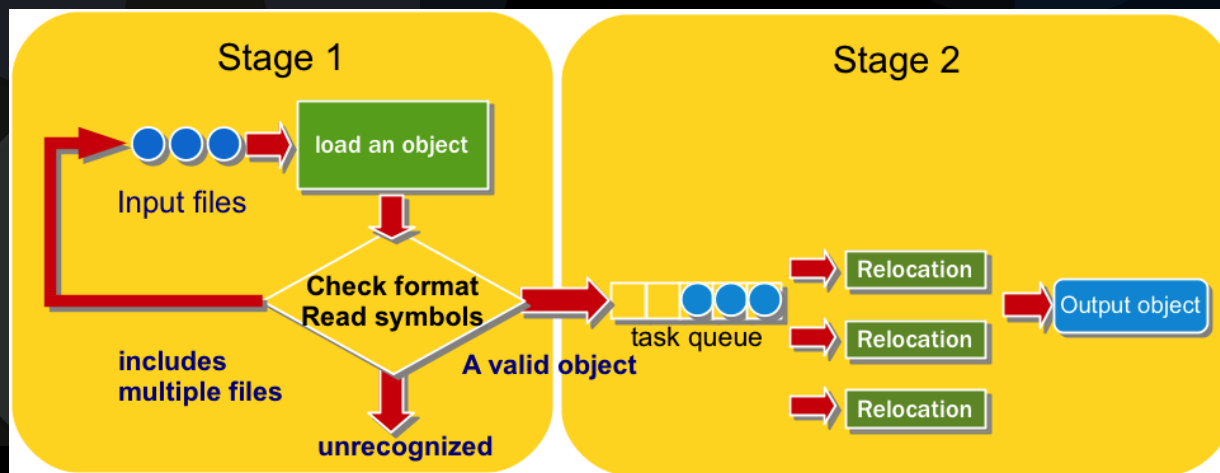 Stage 1
load an object
Input files
Check format
Read symbols
includes
multiple files
A valid object
unrecognized
Stage 2
task queue
Relocation
Relocation
Relocation
Output object